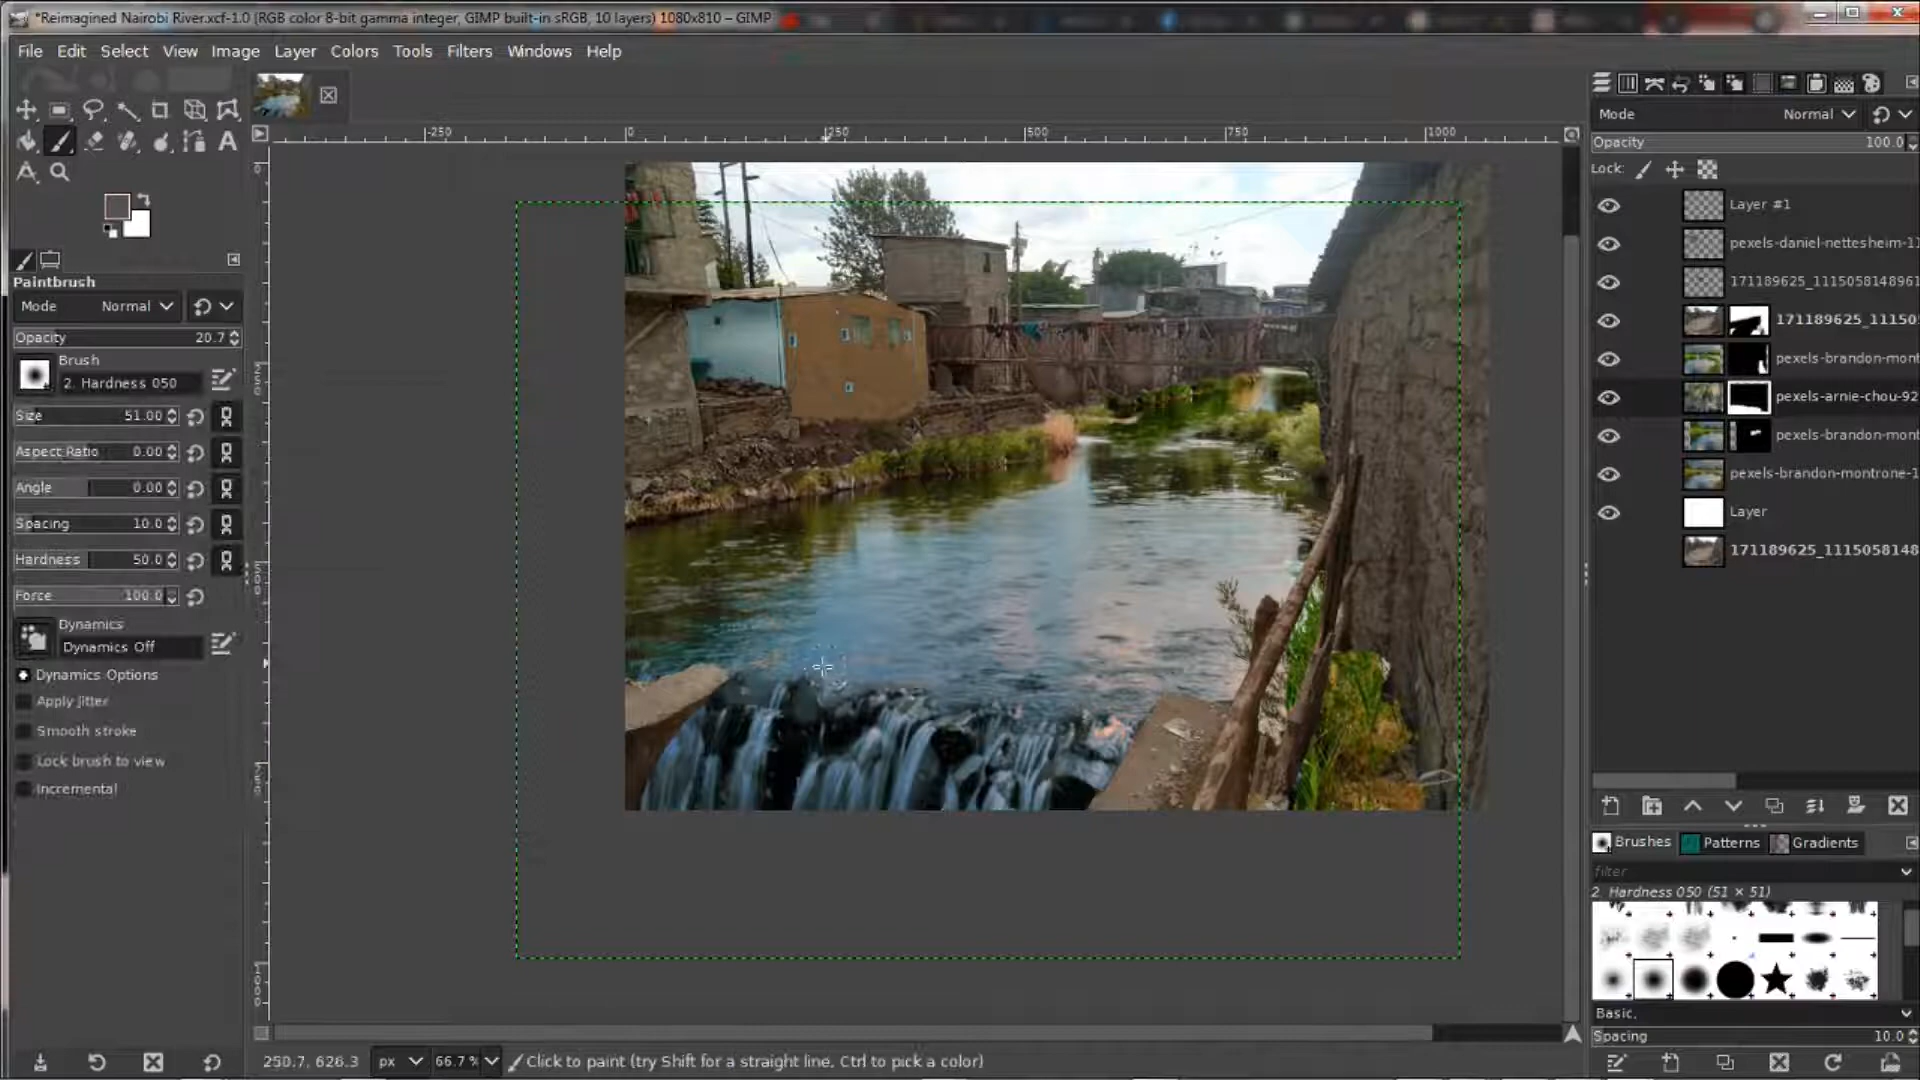 *Reimagined Nairobi River.xcf-1.0 (RGB color 8-bit gamma integer, GIMP built-in sRGB, 10 layers) 1080x810 – GIMP
File Edit Select View Image Layer Colors Tools Filters Windows Help
-250 0 250 500 750 1000
Paintbrush
Mode Normal
Opacity 20.7
Brush
2. Hardness 050
Size 51.00
Aspect Ratio 0.00
Angle 0.00
Spacing 10.0
Hardness 50.0
Force 100.0
Dynamics
Dynamics Off
Dynamics Options
Apply Jitter
Smooth stroke
Lock brush to view
Incremental
250.7, 626.3 px 66.7 % Click to paint (try Shift for a straight line, Ctrl to pick a color)
Mode Normal
Opacity 100.0
Lock:
Layer #1
pexels-daniel-nettesheim-11
171189625_1115058148961
171189625_11150
pexels-brandon-mont
pexels-arnie-chou-92
pexels-brandon-mont
pexels-brandon-montrone-1
Layer
171189625_1115058148
Brushes Patterns Gradients
filter
2. Hardness 050 (51 × 51)
Basic,
Spacing 10.0